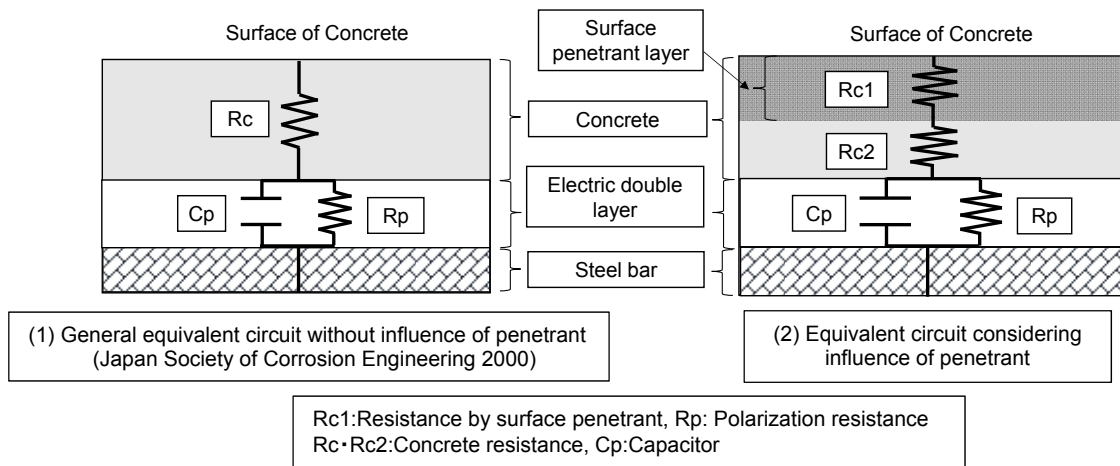 Surface of Concrete
Rc
Cp
Rp
Surface
penetrant layer
Concrete
Electric double
layer
Steel bar
Surface of Concrete
Rc1
Rc2
Cp
Rp
(1) General equivalent circuit without influence of penetrant
(Japan Society of Corrosion Engineering 2000)
(2) Equivalent circuit considering
influence of penetrant
Rc1:Resistance by surface penetrant, Rp: Polarization resistance
Rc・Rc2:Concrete resistance, Cp:Capacitor